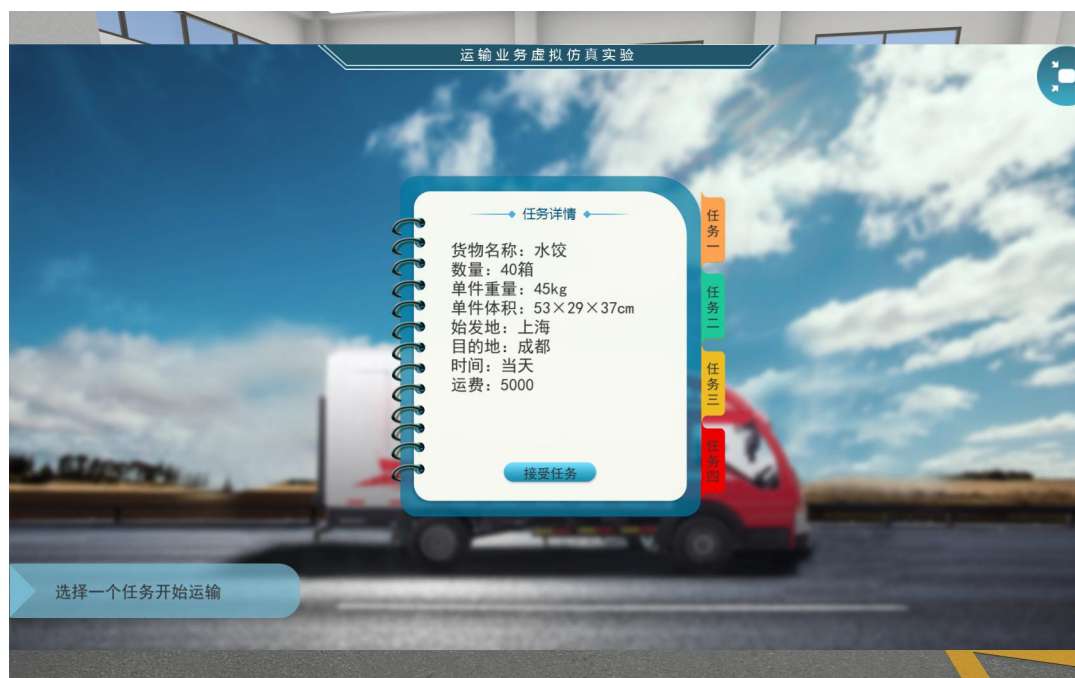 运输业务虚拟仿真实验
任务详情
货物名称：水饺
数量：40箱
单件重量：45kg
单件体积：53×29×37cm
始发地：上海
目的地：成都
时间：当天
运费：5000
接受任务
任务一
任务二
任务三
任务四
选择一个任务开始运输